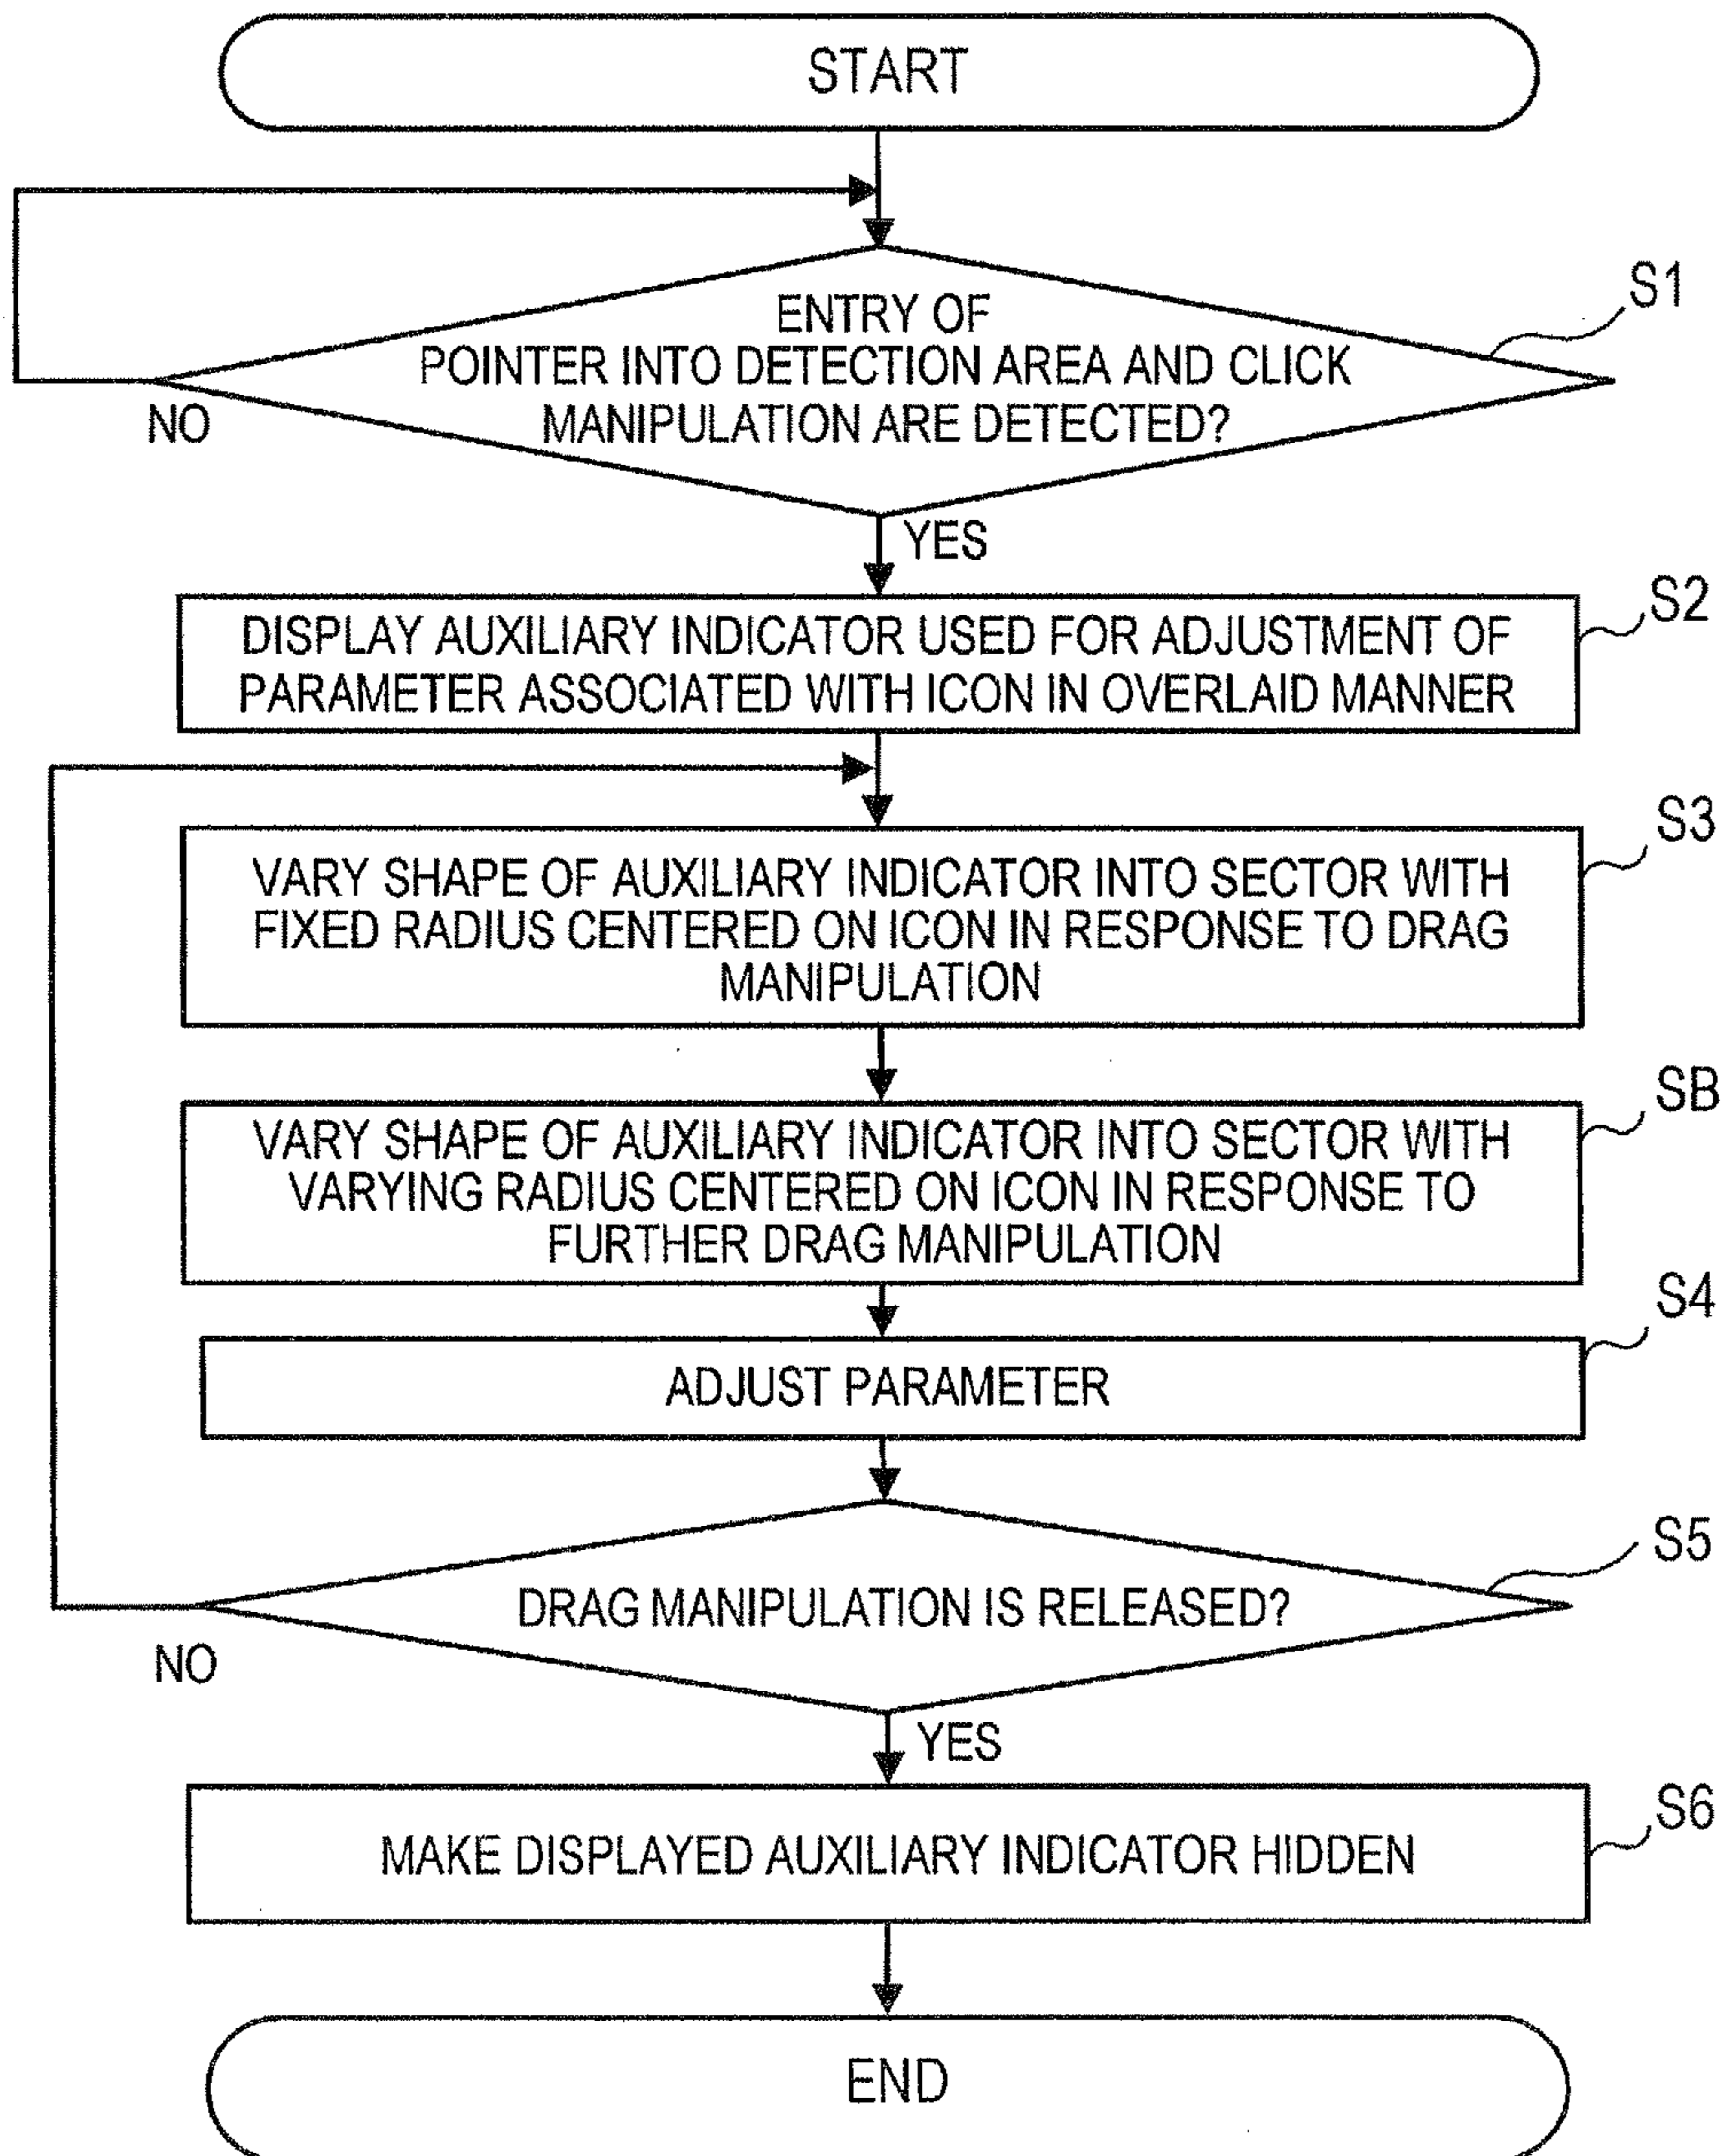 START
ENTRY OF
POINTER INTO DETECTION AREA AND CLICK
MANIPULATION ARE DETECTED?
S1
NO
YES
DISPLAY AUXILIARY INDICATOR USED FOR ADJUSTMENT OF
PARAMETER ASSOCIATED WITH ICON IN OVERLAID MANNER
S2
VARY SHAPE OF AUXILIARY INDICATOR INTO SECTOR WITH
FIXED RADIUS CENTERED ON ICON IN RESPONSE TO DRAG
MANIPULATION
S3
VARY SHAPE OF AUXILIARY INDICATOR INTO SECTOR WITH
VARYING RADIUS CENTERED ON ICON IN RESPONSE TO
FURTHER DRAG MANIPULATION
SB
ADJUST PARAMETER
S4
DRAG MANIPULATION IS RELEASED?
S5
NO
YES
MAKE DISPLAYED AUXILIARY INDICATOR HIDDEN
S6
END